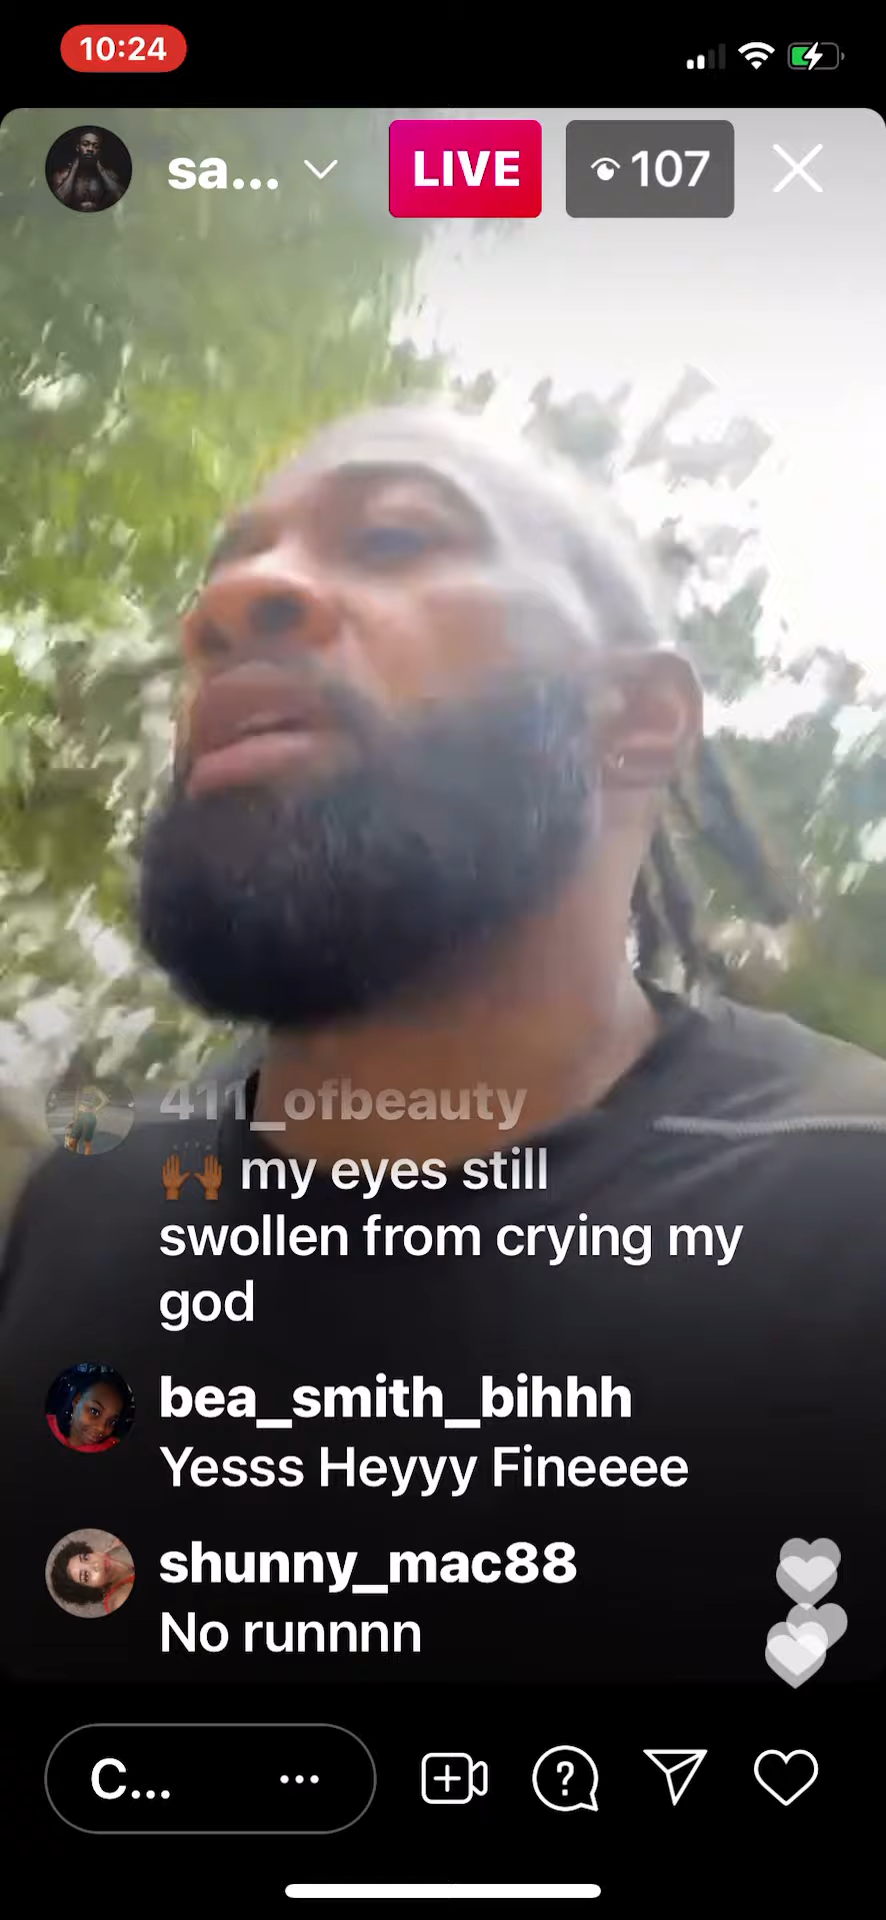 10:24
sa... LIVE 107
411_ofbeauty
🙌🏾 my eyes still
swollen from crying my
god
bea_smith_bihhh
Yesss Heyyy Fineeee
shunny_mac88
No runnnn
C... ...